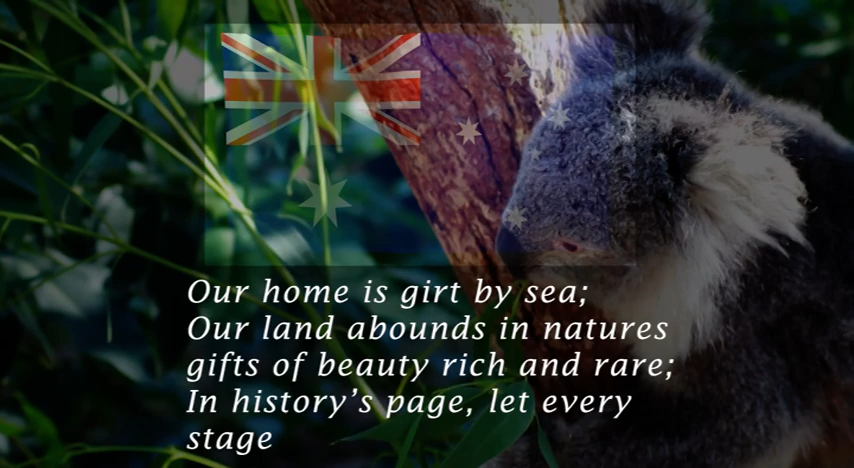 Our home is girt by sea;
Our land abounds in natures
gifts of beauty rich and rare;
In history’s page, let every
stage